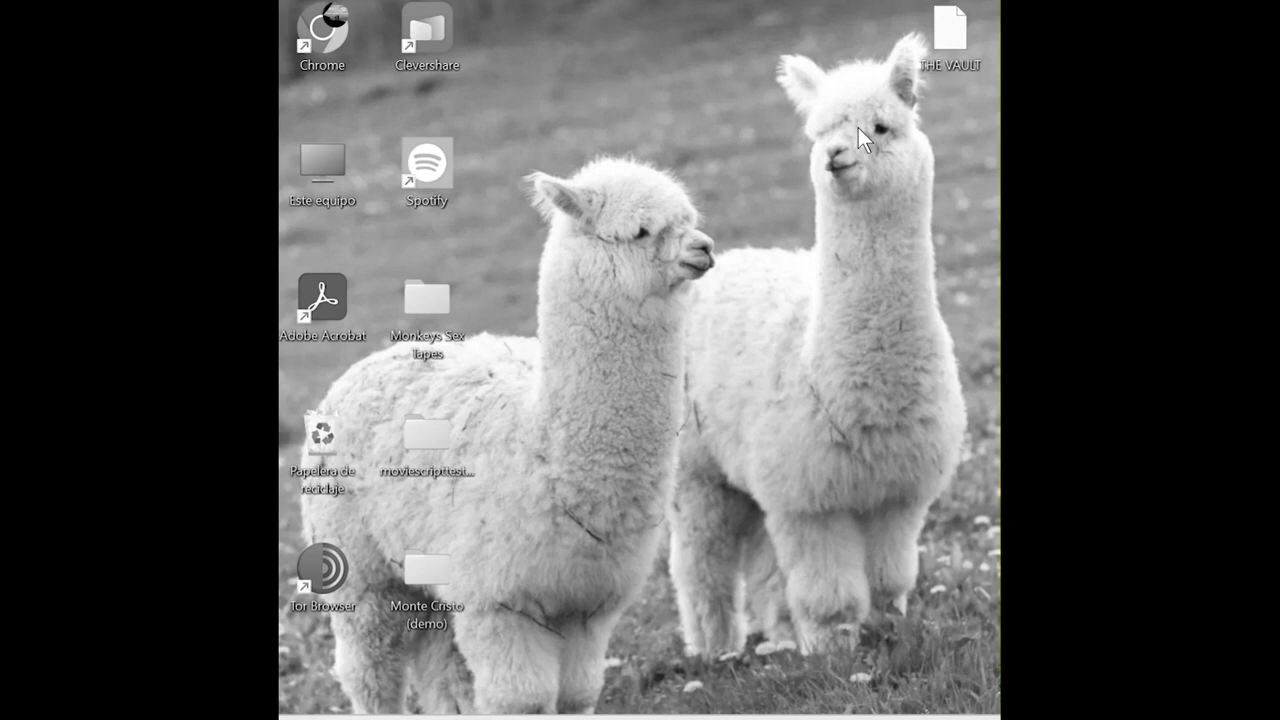 Chrome
Clevershare
THE VAULT
Este equipo
Spotify
Adobe Acrobat
Monkeys Sex
Tapes
Papelera de
reciclaje
moviescripttest...
Tor Browser
Monte Cristo
(demo)